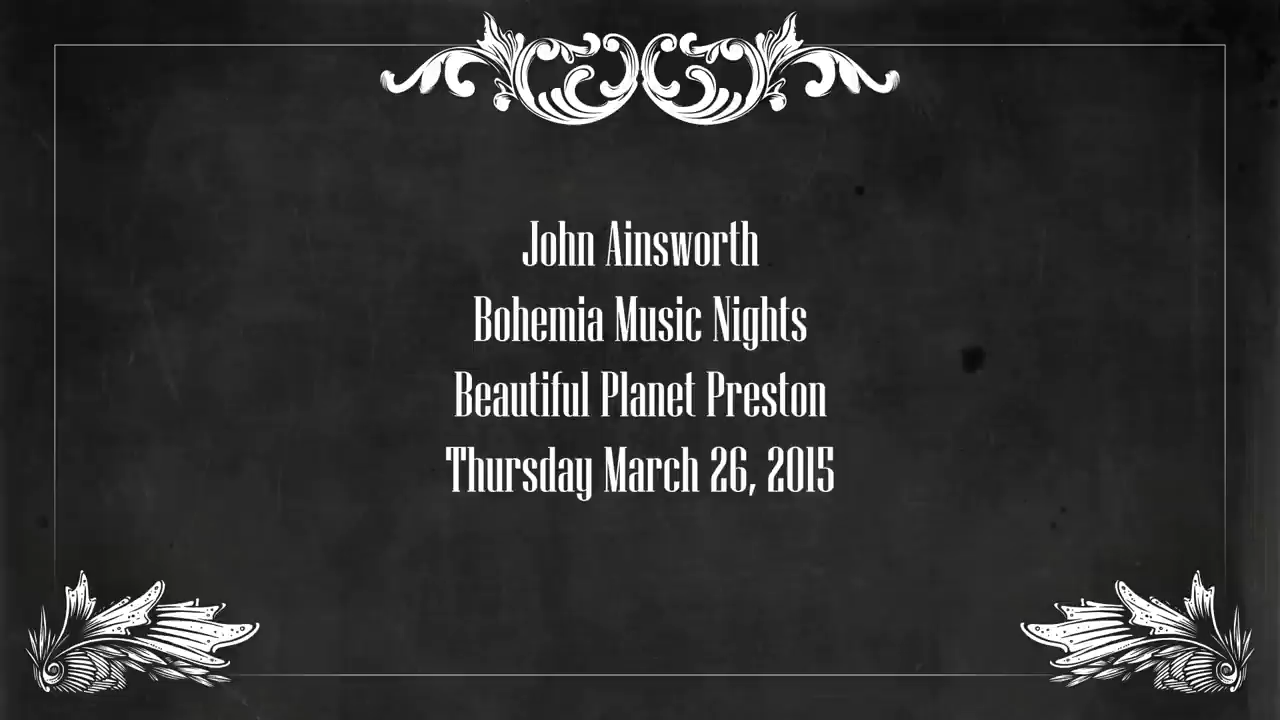 John Ainsworth
Bohemia Music Nights
Beautiful Planet Preston
Thursday March 26, 2015